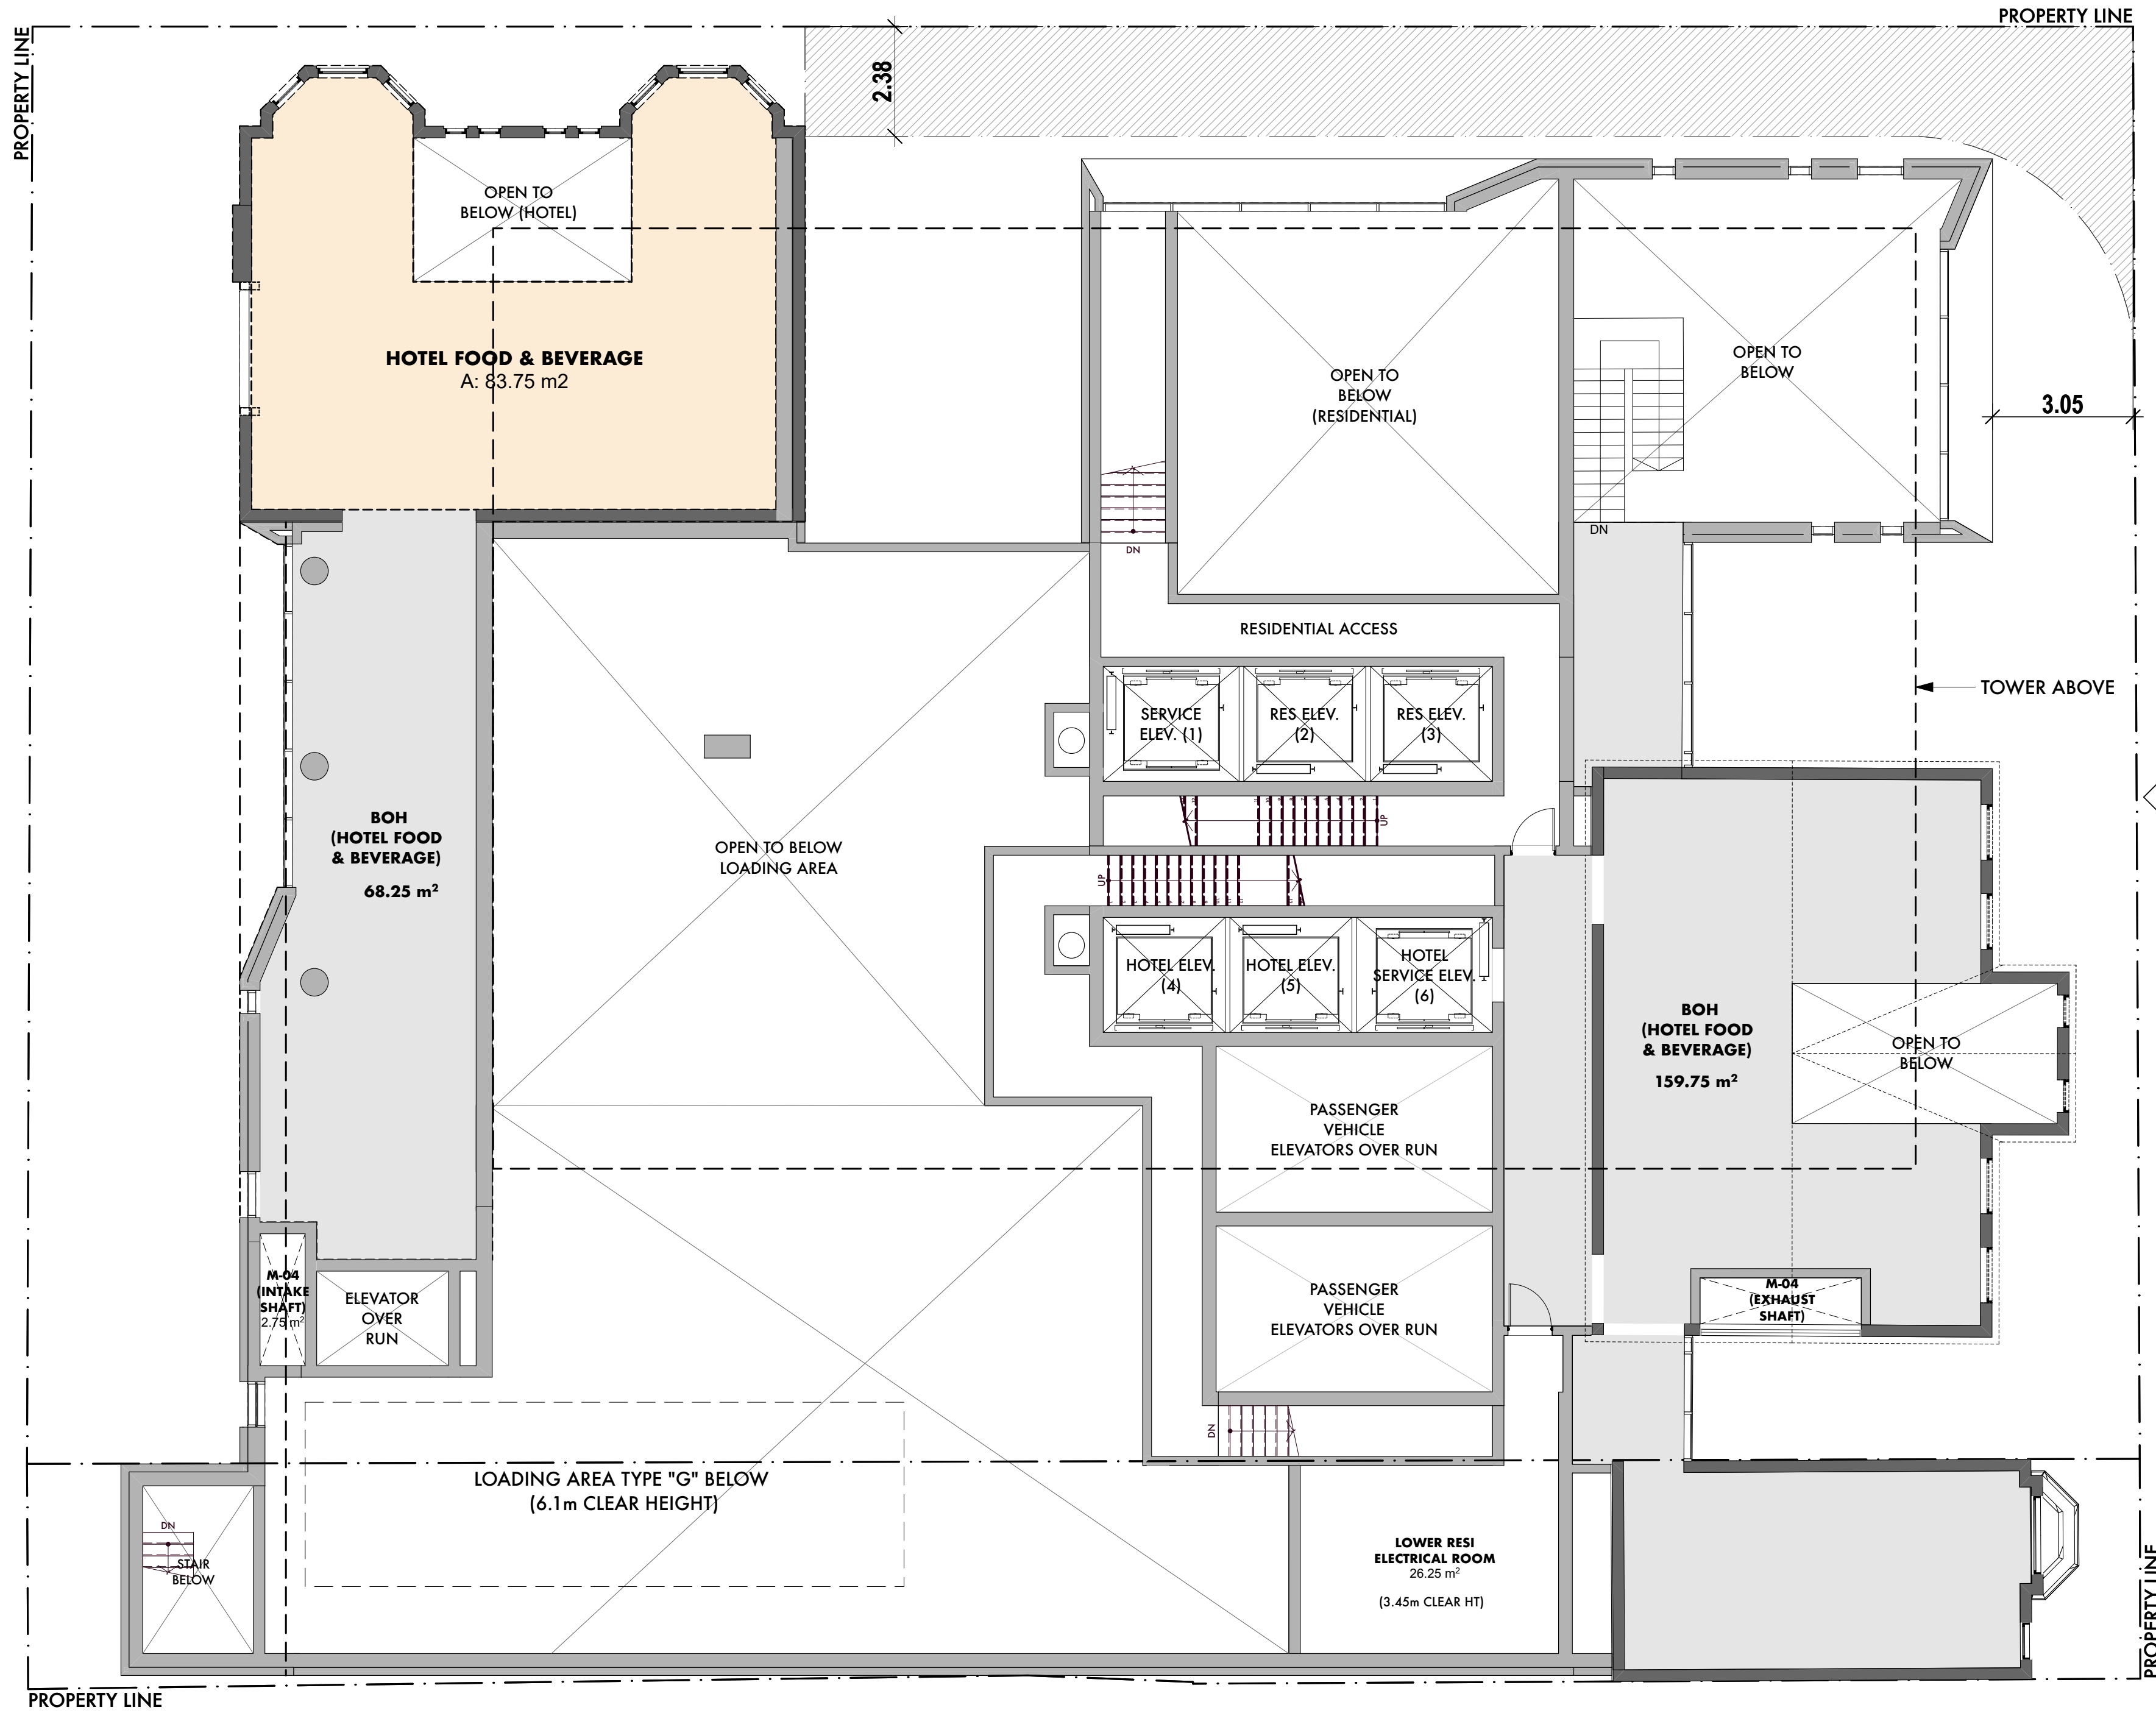 PROPERTY LINE
PROPERTY LINE
2.38
OPEN TO
BELOW (HOTEL)
HOTEL FOOD & BEVERAGE
A: 83.75 m2
OPEN TO
BELOW
(RESIDENTIAL)
OPEN TO
BELOW
3.05
DN
DN
RESIDENTIAL ACCESS
TOWER ABOVE
SERVICE
ELEV. (1)
RES ELEV.
(2)
RES ELEV.
(3)
UP
BOH
(HOTEL FOOD
& BEVERAGE)
68.25 m²
OPEN TO BELOW
LOADING AREA
UP
HOTEL ELEV.
(4)
HOTEL ELEV.
(5)
HOTEL
SERVICE ELEV.
(6)
BOH
(HOTEL FOOD
& BEVERAGE)
159.75 m²
OPEN TO
BELOW
PASSENGER
VEHICLE
ELEVATORS OVER RUN
M-04
(INTAKE
SHAFT)
2.75 m²
ELEVATOR
OVER
RUN
PASSENGER
VEHICLE
ELEVATORS OVER RUN
M-04
(EXHAUST
SHAFT)
DN
LOADING AREA TYPE "G" BELOW
(6.1m CLEAR HEIGHT)
DN
STAIR
BELOW
LOWER RESI
ELECTRICAL ROOM
26.25 m²
(3.45m CLEAR HT)
PROPERTY LINE
PROPERTY LINE